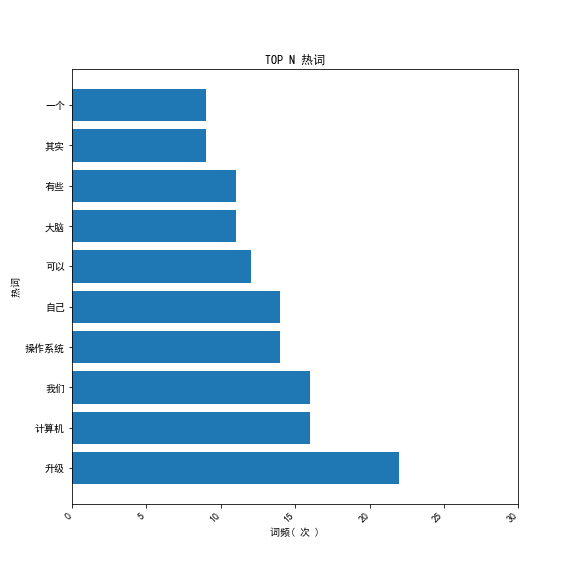 TOP N 热词
一个
其实
有些
大脑
可以
自己
操作系统
我们
计算机
升级
热词
0 5 10 15 20 25 30
词频( 次 )